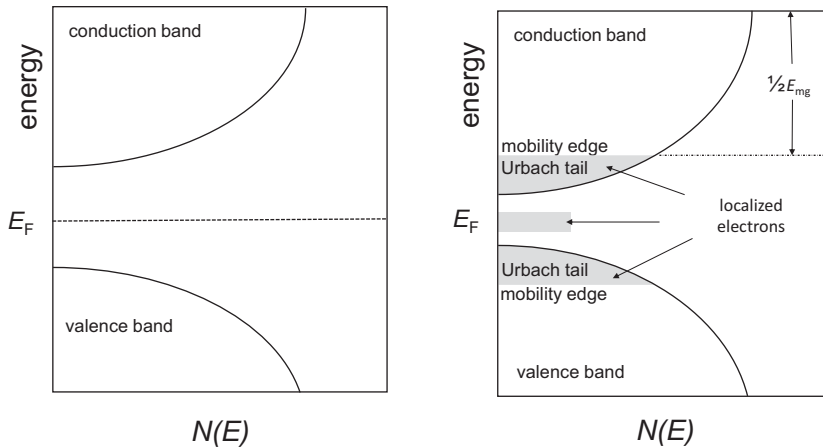 conduction band
energy
E_F
valence band
N(E)
conduction band
energy
½E_mg
mobility edge
Urbach tail
localized
electrons
E_F
Urbach tail
mobility edge
valence band
N(E)